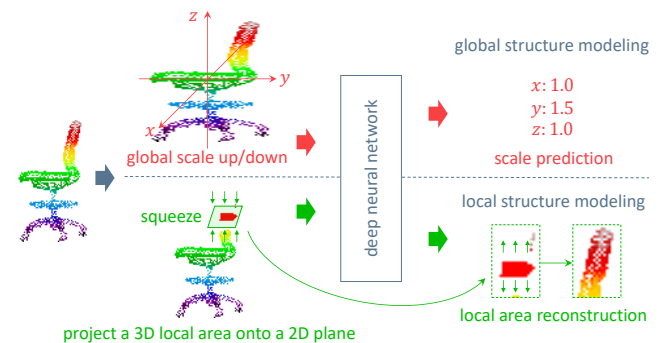 z
y
x
global scale up/down
deep neural network
global structure modeling
x: 1.0
y: 1.5
z: 1.0
scale prediction
squeeze
local structure modeling
local area reconstruction
project a 3D local area onto a 2D plane